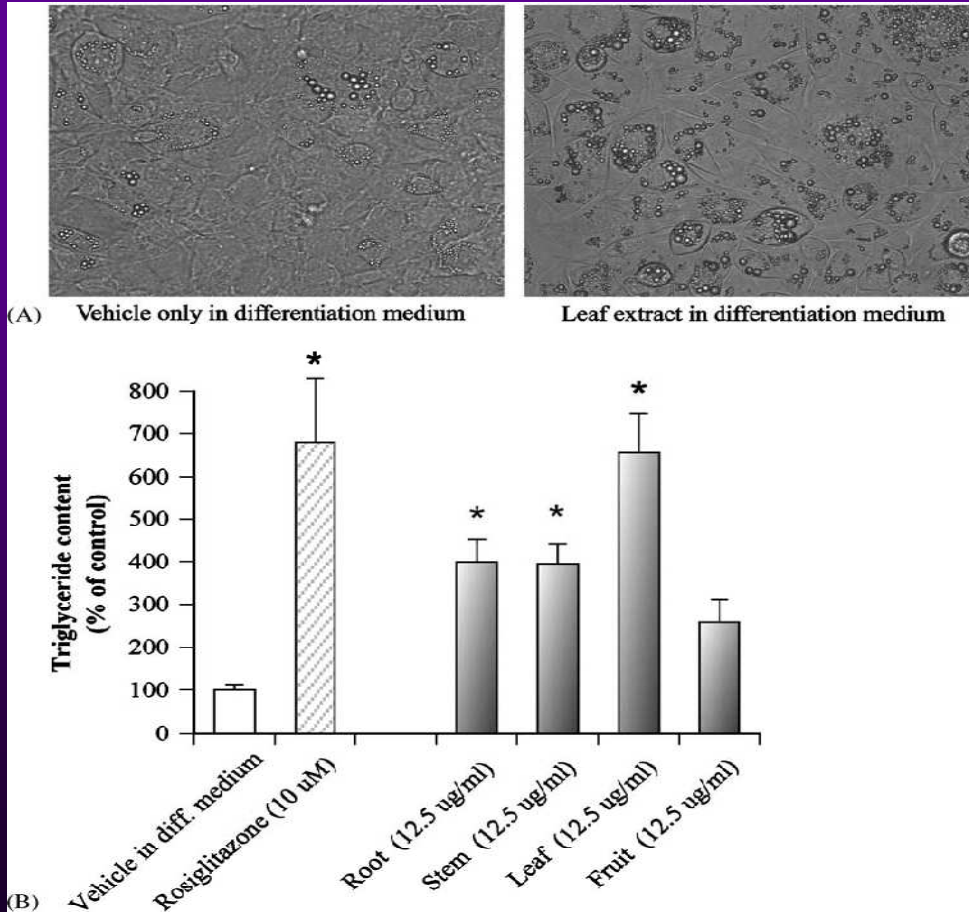 (A)
Vehicle only in differentiation medium
Leaf extract in differentiation medium
Triglyceride content
(% of control)
800
700
600
500
400
300
200
100
0
*
*
*
*
Vehicle in diff. medium
Rosiglitazone (10 uM)
Root (12.5 ug/ml)
Stem (12.5 ug/ml)
Leaf (12.5 ug/ml)
Fruit (12.5 ug/ml)
(B)